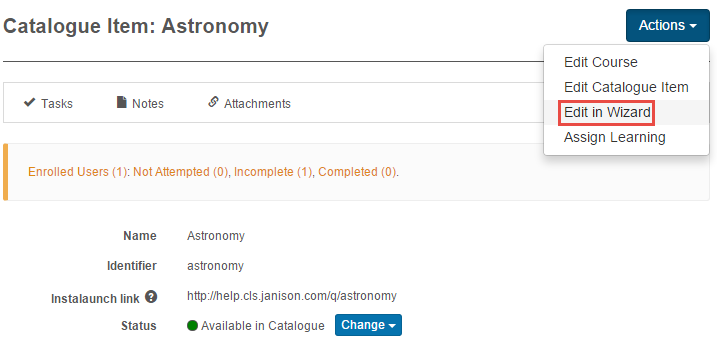 Catalogue Item: Astronomy
Actions
Edit Course
Edit Catalogue Item
Edit in Wizard
Assign Learning
Tasks Notes Attachments
Enrolled Users (1): Not Attempted (0), Incomplete (1), Completed (0).
Name Astronomy
Identifier astronomy
Instalaunch link ? http://help.cls.janison.com/q/astronomy
Status Available in Catalogue Change